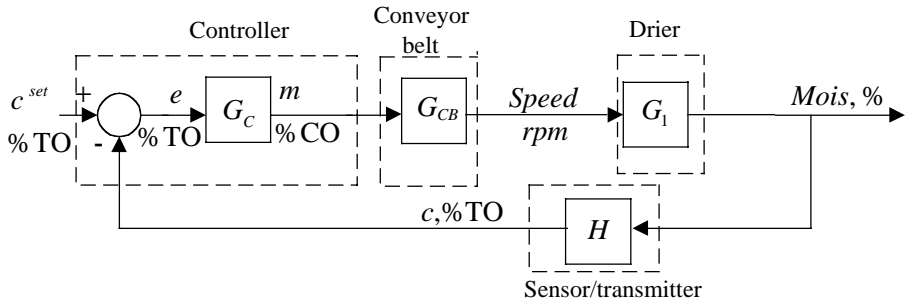 Controller
Conveyor
belt
Drier
c set
+
e
G_C
m
G_CB
Speed
rpm
G_1
Mois, %
% TO
-
% TO
% CO
c,% TO
H
Sensor/transmitter